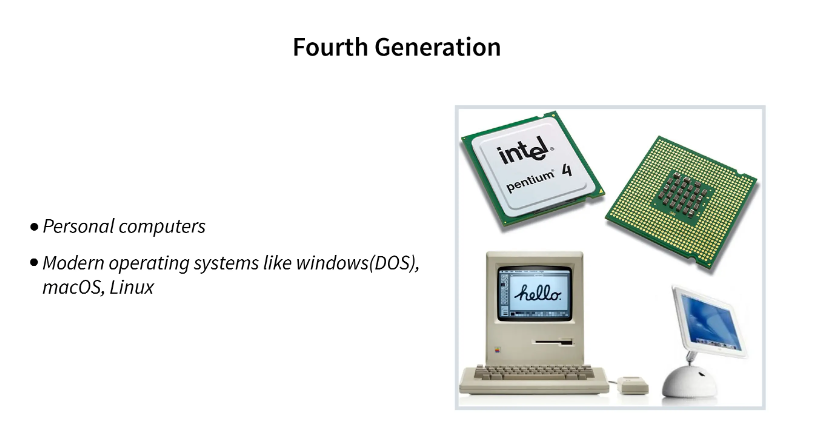 Fourth Generation
intel®
pentium® 4
hello.
• Personal computers
• Modern operating systems like windows(DOS),
macOS, Linux